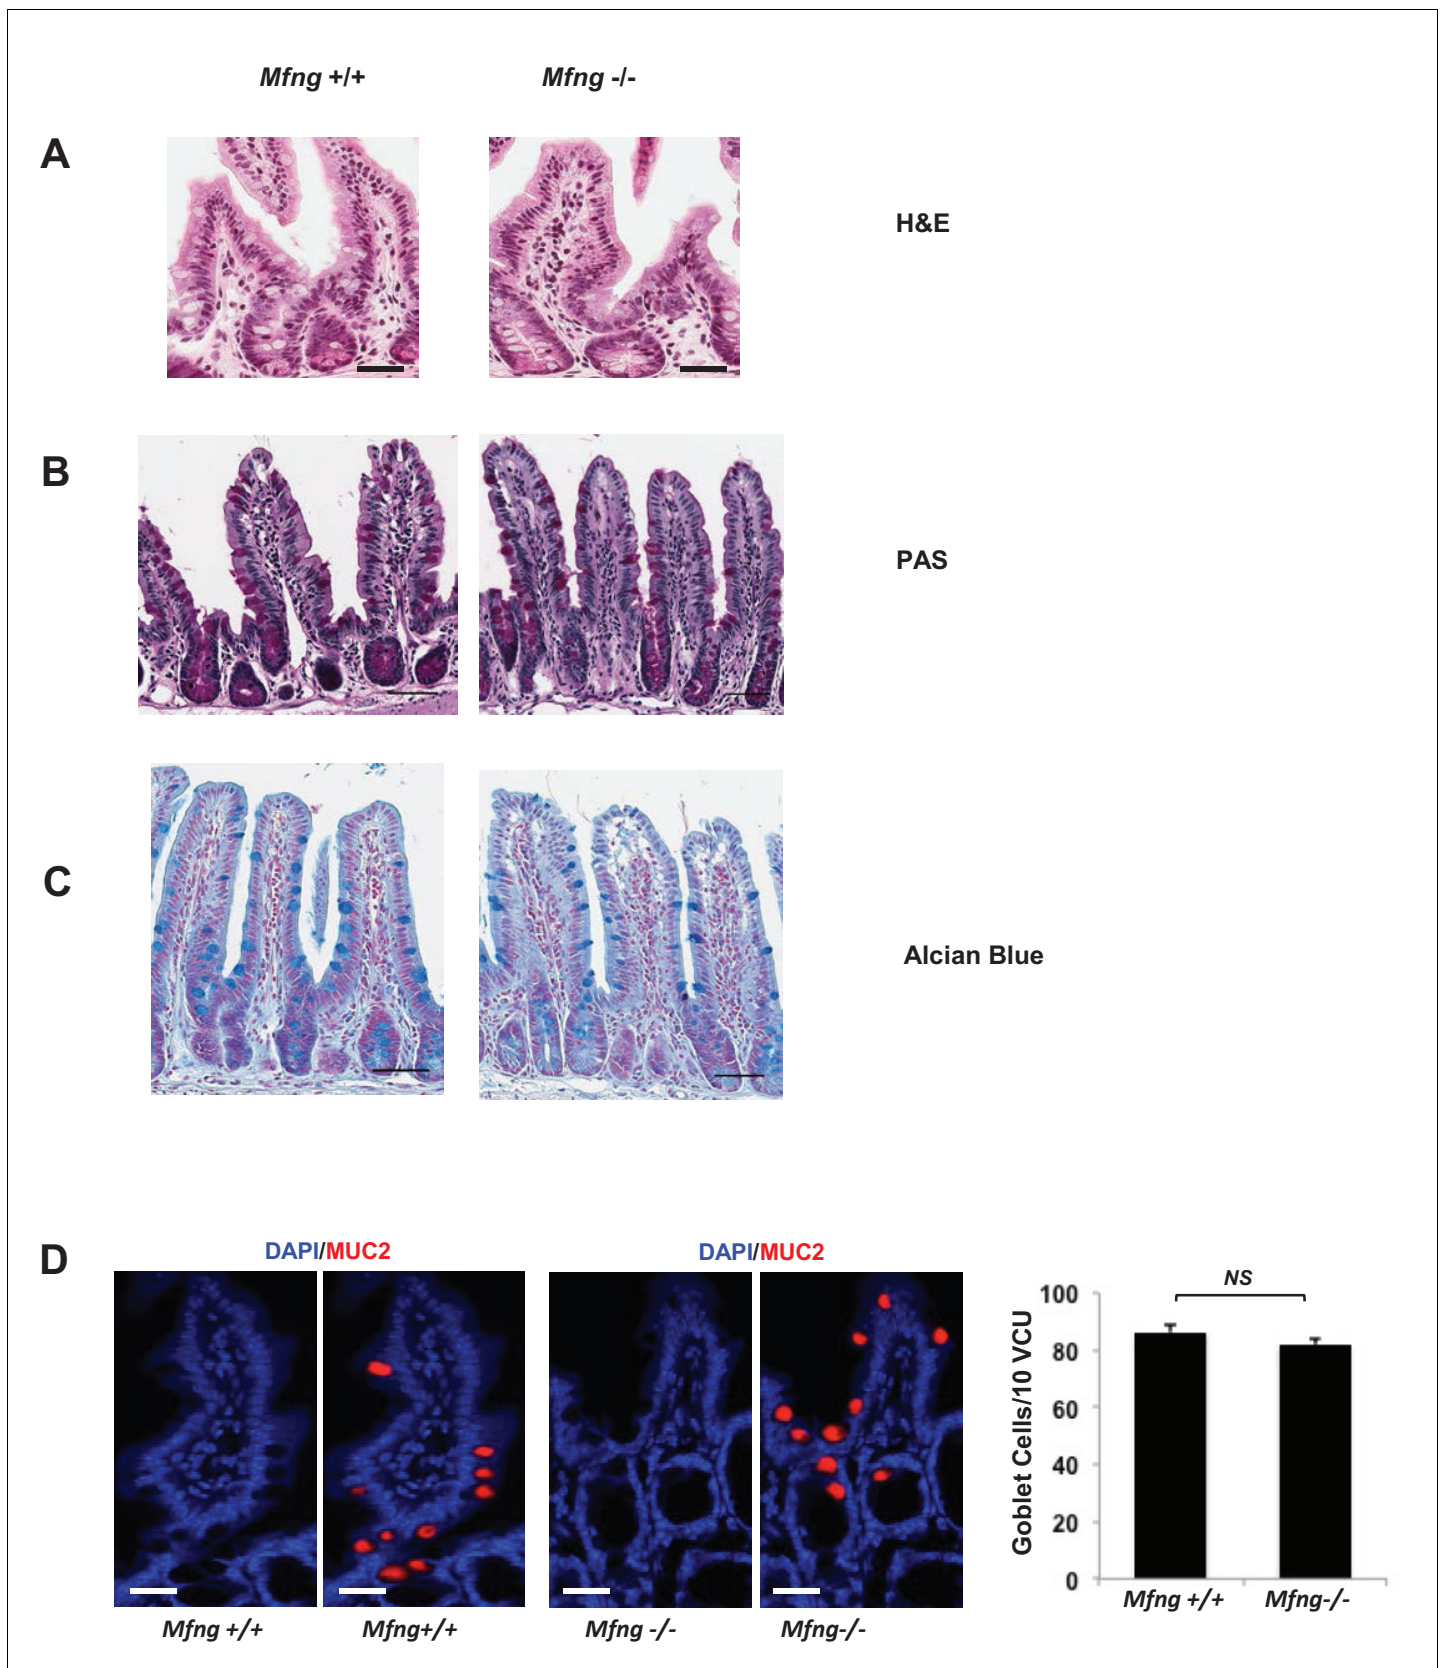 Mfng +/+ Mfng -/-
A
H&E
B
PAS
C
Alcian Blue
D
DAPI/MUC2 DAPI/MUC2
Mfng +/+ Mfng+/+ Mfng -/- Mfng-/-
NS
Goblet Cells/10 VCU
100
80
60
40
20
0
Mfng +/+ Mfng-/-